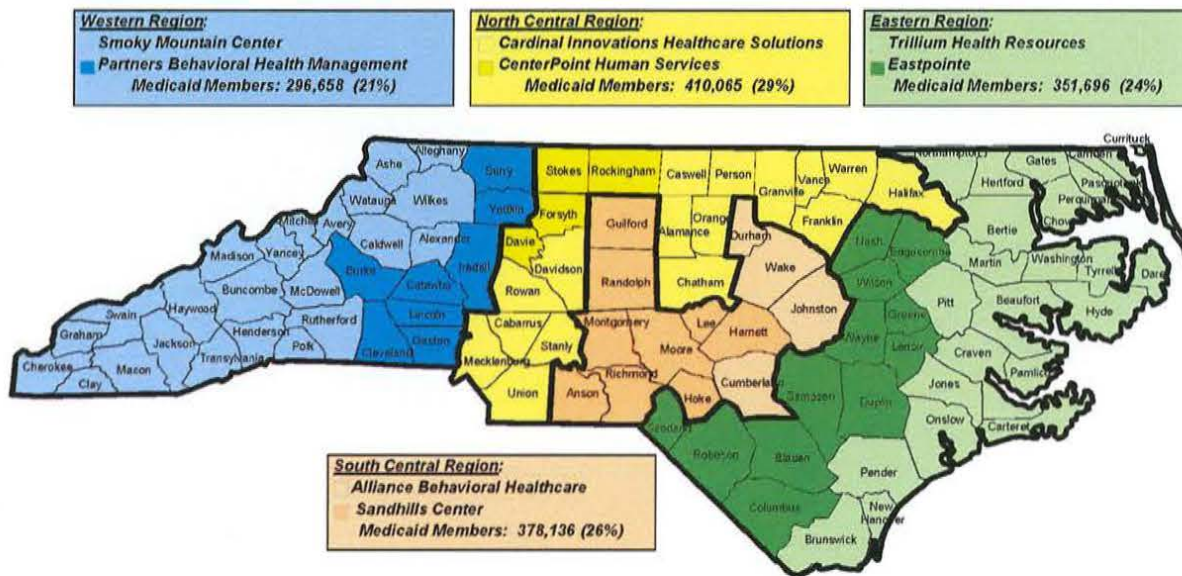 Western Region:
Smoky Mountain Center
Partners Behavioral Health Management
Medicaid Members: 296,658 (21%)
North Central Region:
Cardinal Innovations Healthcare Solutions
CenterPoint Human Services
Medicaid Members: 410,065 (29%)
Eastern Region:
Trillium Health Resources
Eastpointe
Medicaid Members: 351,696 (24%)
Currituck
Alleghany
Ashe
Surry
Stokes
Rockingham
Caswell
Person
Granville
Vance
Warren
Northampton
Gates
Camden
Hertford
Halifax
Pasquotank
Perquimans
Watauga
Wilkes
Yadkin
Forsyth
Guilford
Orange
Alamance
Durham
Franklin
Chow
Bertie
Mitchell
Avery
Caldwell
Alexander
Iredell
Davie
Davidson
Nash
Edgecombe
Madison
Yancey
Burke
Catawba
Rowan
Randolph
Chatham
Wake
Wilson
Martin
Washington
Tyrrell
Dare
Buncombe
McDowell
Lincoln
Johnston
Pitt
Beaufort
Hyde
Swain
Haywood
Rutherford
Cabarrus
Montgomery
Lee
Harnett
Greene
Graham
Jackson
Henderson
Polk
Cleveland
Gaston
Mecklenburg
Stanly
Moore
Wayne
Lenoir
Craven
Pamlico
Cherokee
Clay
Macon
Transylvania
Union
Anson
Richmond
Hoke
Cumberland
Sampson
Duplin
Jones
Onslow
Carteret
Scotland
Robeson
Bladen
Pender
Columbus
New
Hanover
Brunswick
South Central Region:
Alliance Behavioral Healthcare
Sandhills Center
Medicaid Members: 378,136 (26%)